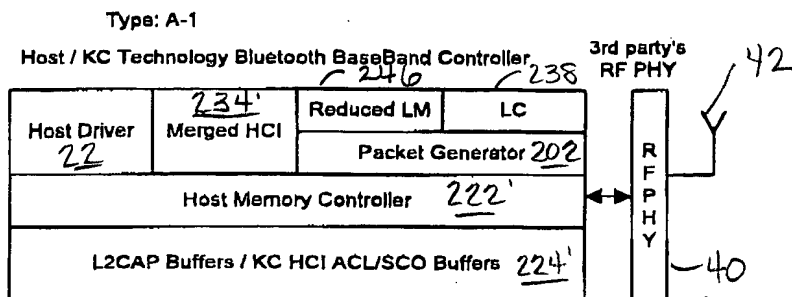 Type: A-1
Host / KC Technology Bluetooth BaseBand Controller
3rd party's
RF PHY
246
238
42
234'
Merged HCI
Reduced LM
LC
Host Driver
22
Packet Generator 202
Host Memory Controller 222'
L2CAP Buffers / KC HCI ACL/SCO Buffers 224'
R
F
P
H
Y
40